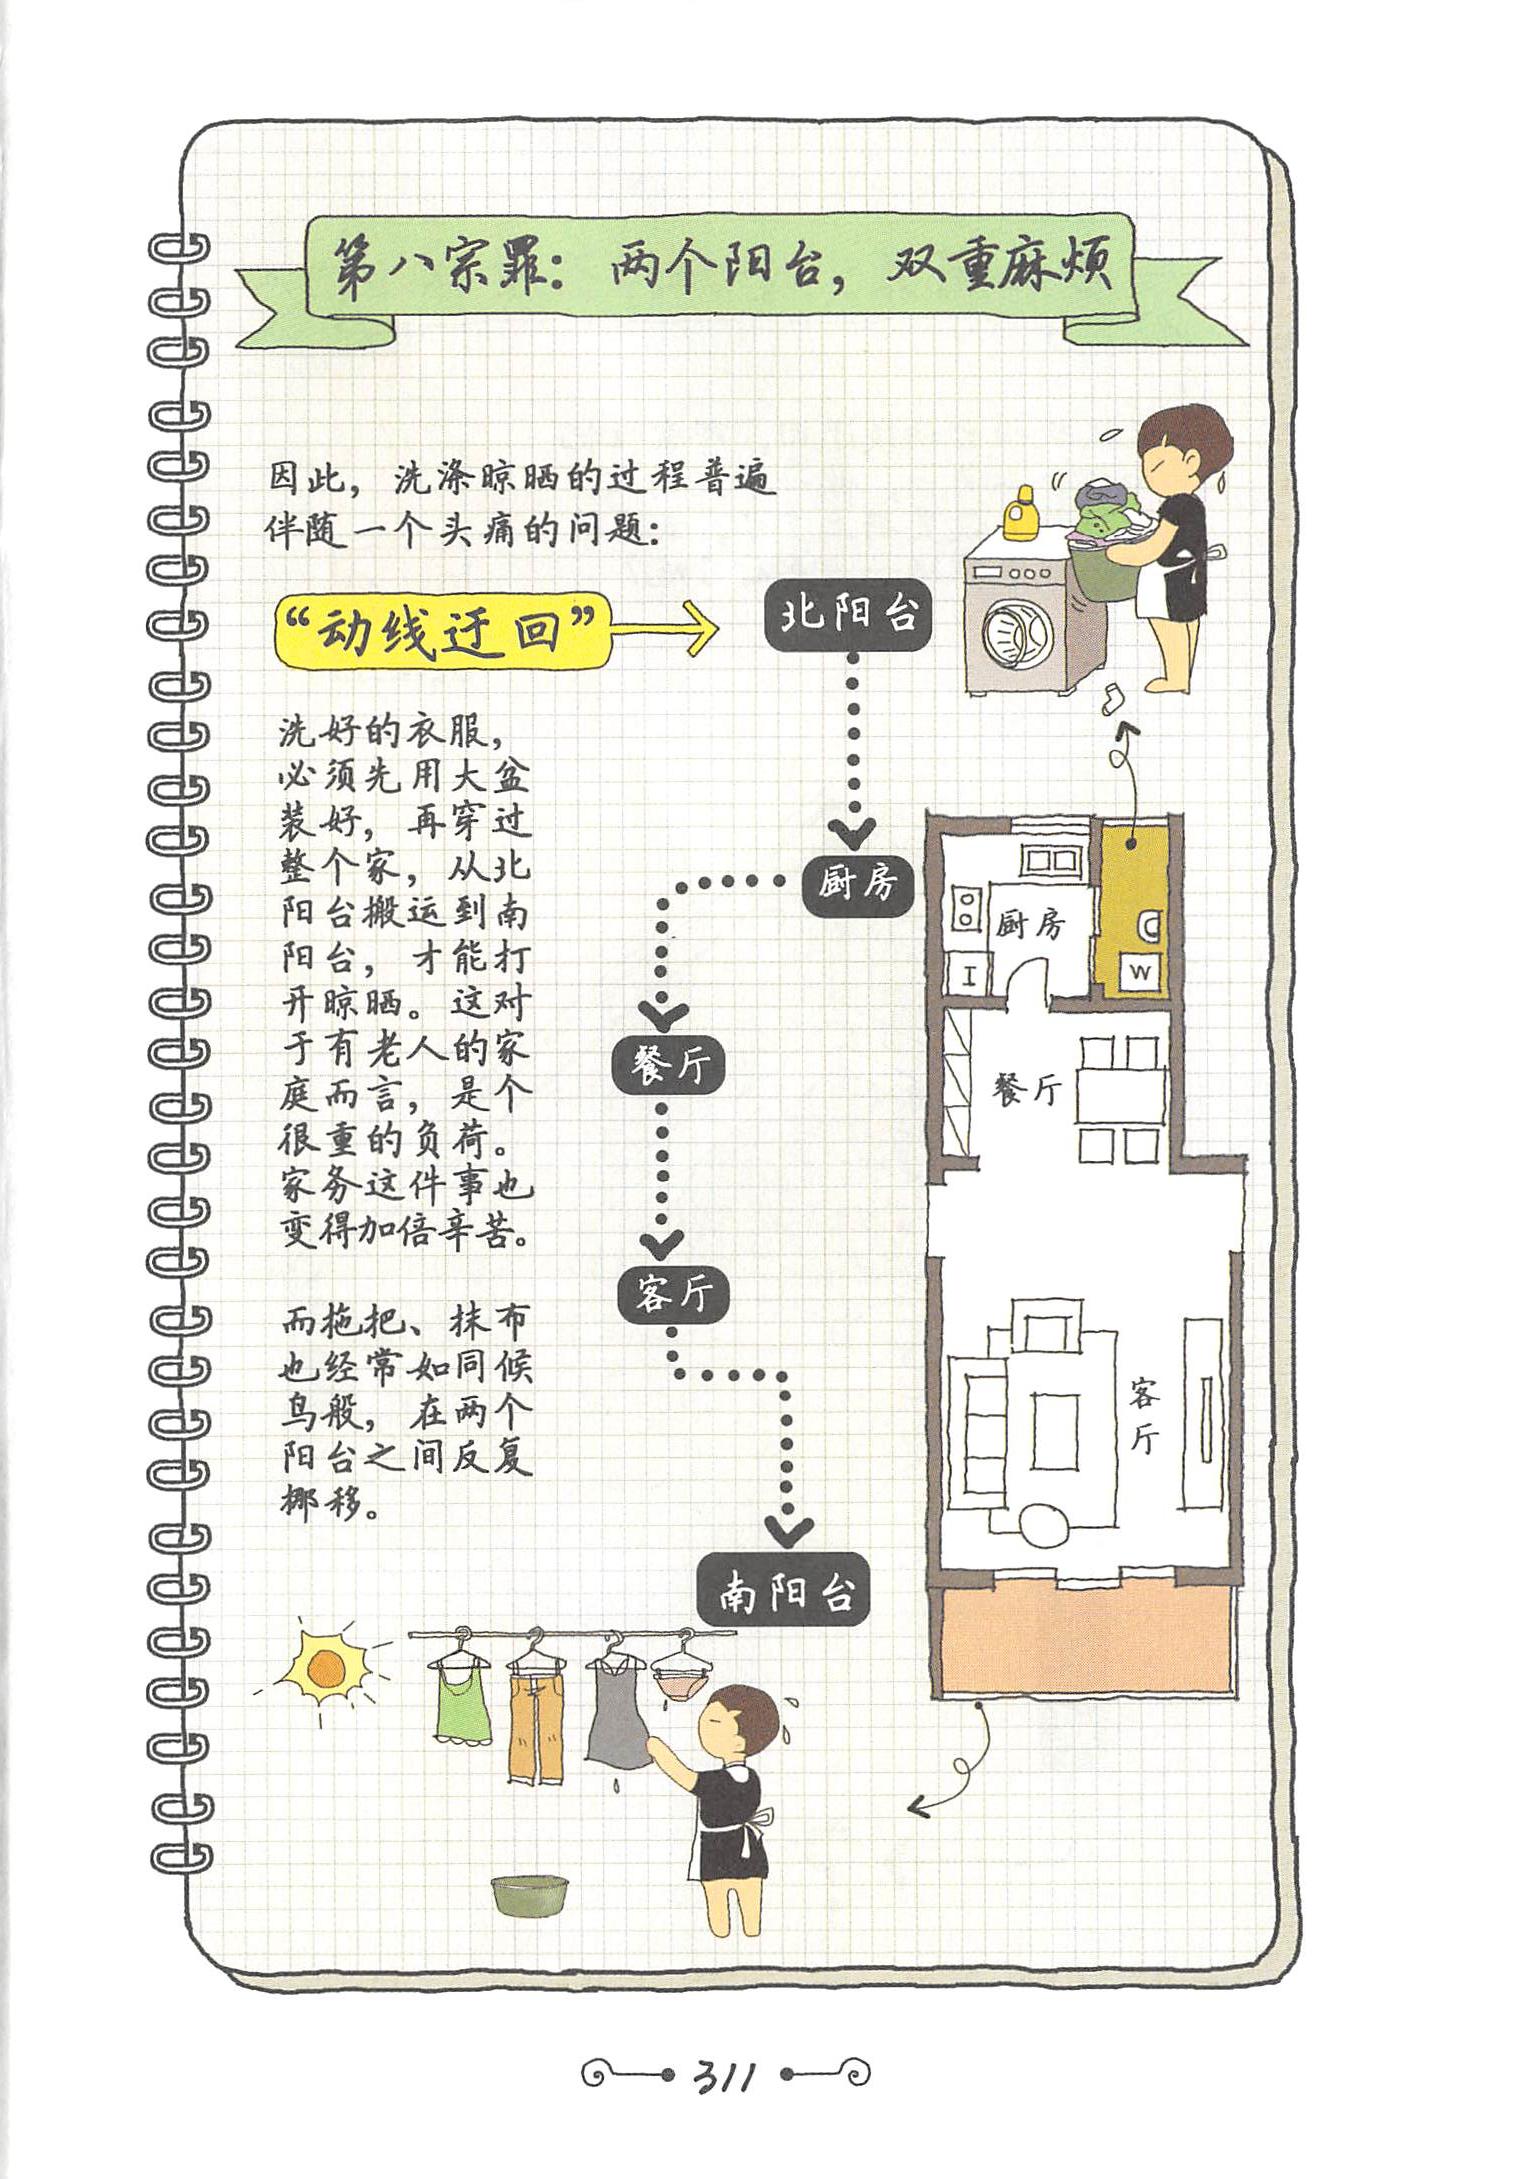 第八宗罪：两个阳台，双重麻烦
因此，洗涤晾晒的过程普遍
伴随一个头痛的问题：
“动线迂回”
北阳台
洗好的衣服，
必须先用大盆
装好，再穿过
整个家，从北
阳台搬运到南
阳台，才能打
开晾晒。这对
于有老人的家
庭而言，是个
很重的负荷。
家务这件事也
变得加倍辛苦。
而拖把、抹布
也经常如同候
鸟般，在两个
阳台之间反复
挪移。
厨房
餐厅
客厅
南阳台
厨房
I
W
餐厅
客
厅
311